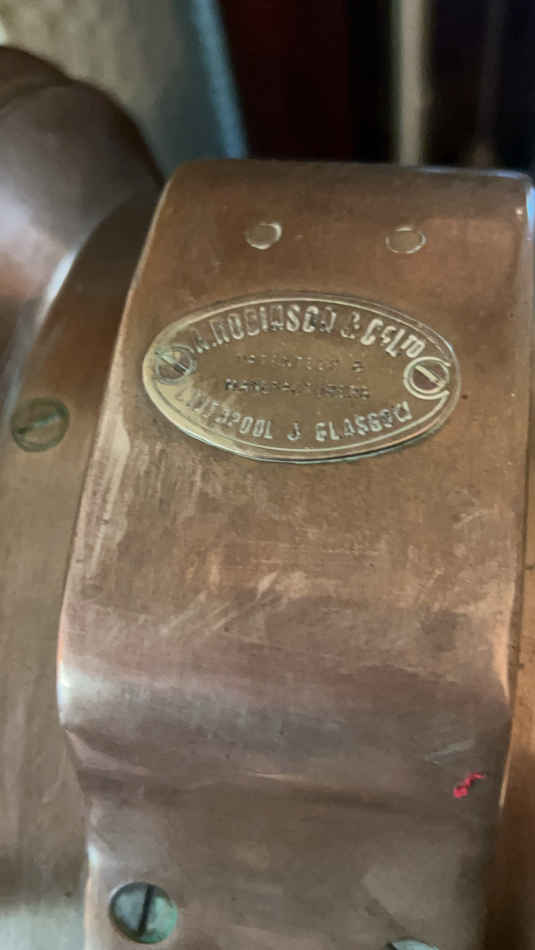 A. ROBINSON & Co LTD
PATENTEES &
MANUFACTURERS
LIVERPOOL & GLASGOW